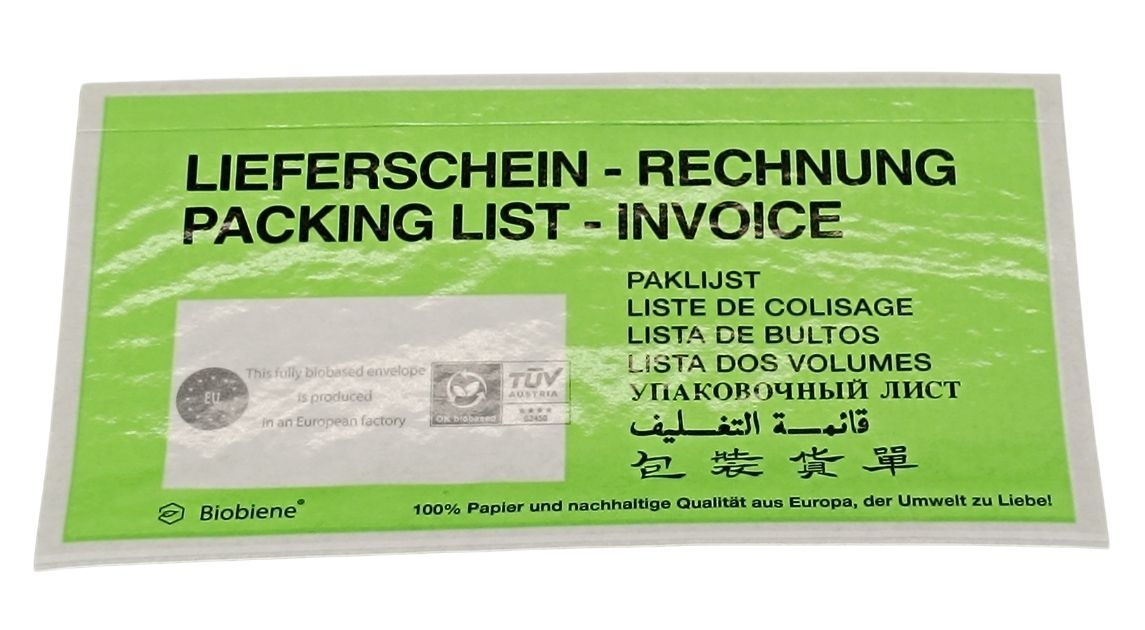 LIEFERSCHEIN - RECHNUNG
PACKING LIST - INVOICE
PAKLIJST
LISTE DE COLISAGE
LISTA DE BULTOS
LISTA DOS VOLUMES
УПАКОВОЧНЫЙ ЛИСТ
قائمة التغليف
包裝貨單
EU
This fully biobased envelope
is produced
in an European factory
OK biobased
TÜV
AUSTRIA
★★★★
S3450
Biobiene®
100% Papier und nachhaltige Qualität aus Europa, der Umwelt zu Liebe!